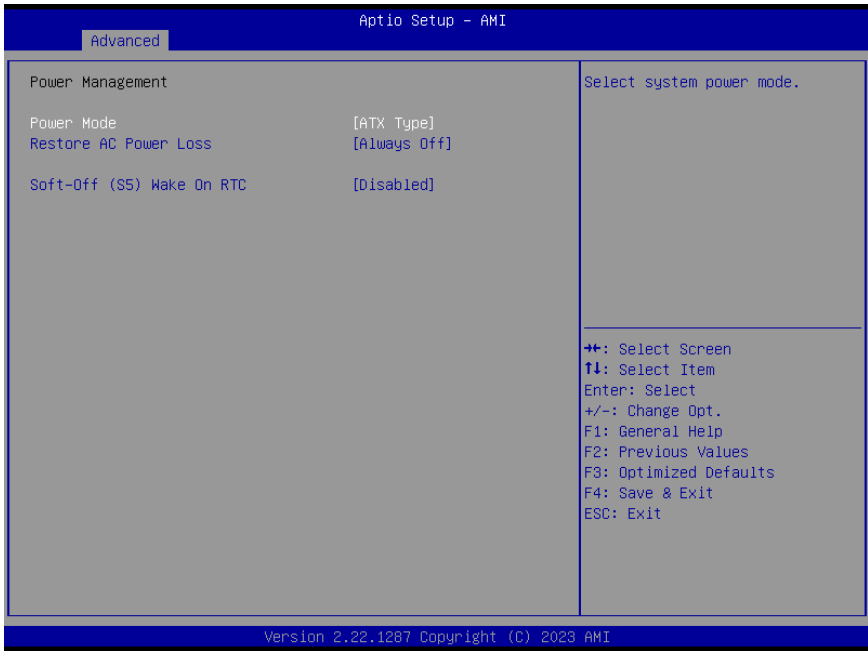 Aptio Setup - AMI
Advanced
Power Management
Power Mode [ATX Type]
Restore AC Power Loss [Always Off]
Soft-Off (S5) Wake On RTC [Disabled]
Select system power mode.
→←: Select Screen
↑↓: Select Item
Enter: Select
+/-: Change Opt.
F1: General Help
F2: Previous Values
F3: Optimized Defaults
F4: Save & Exit
ESC: Exit
Version 2.22.1287 Copyright (C) 2023 AMI